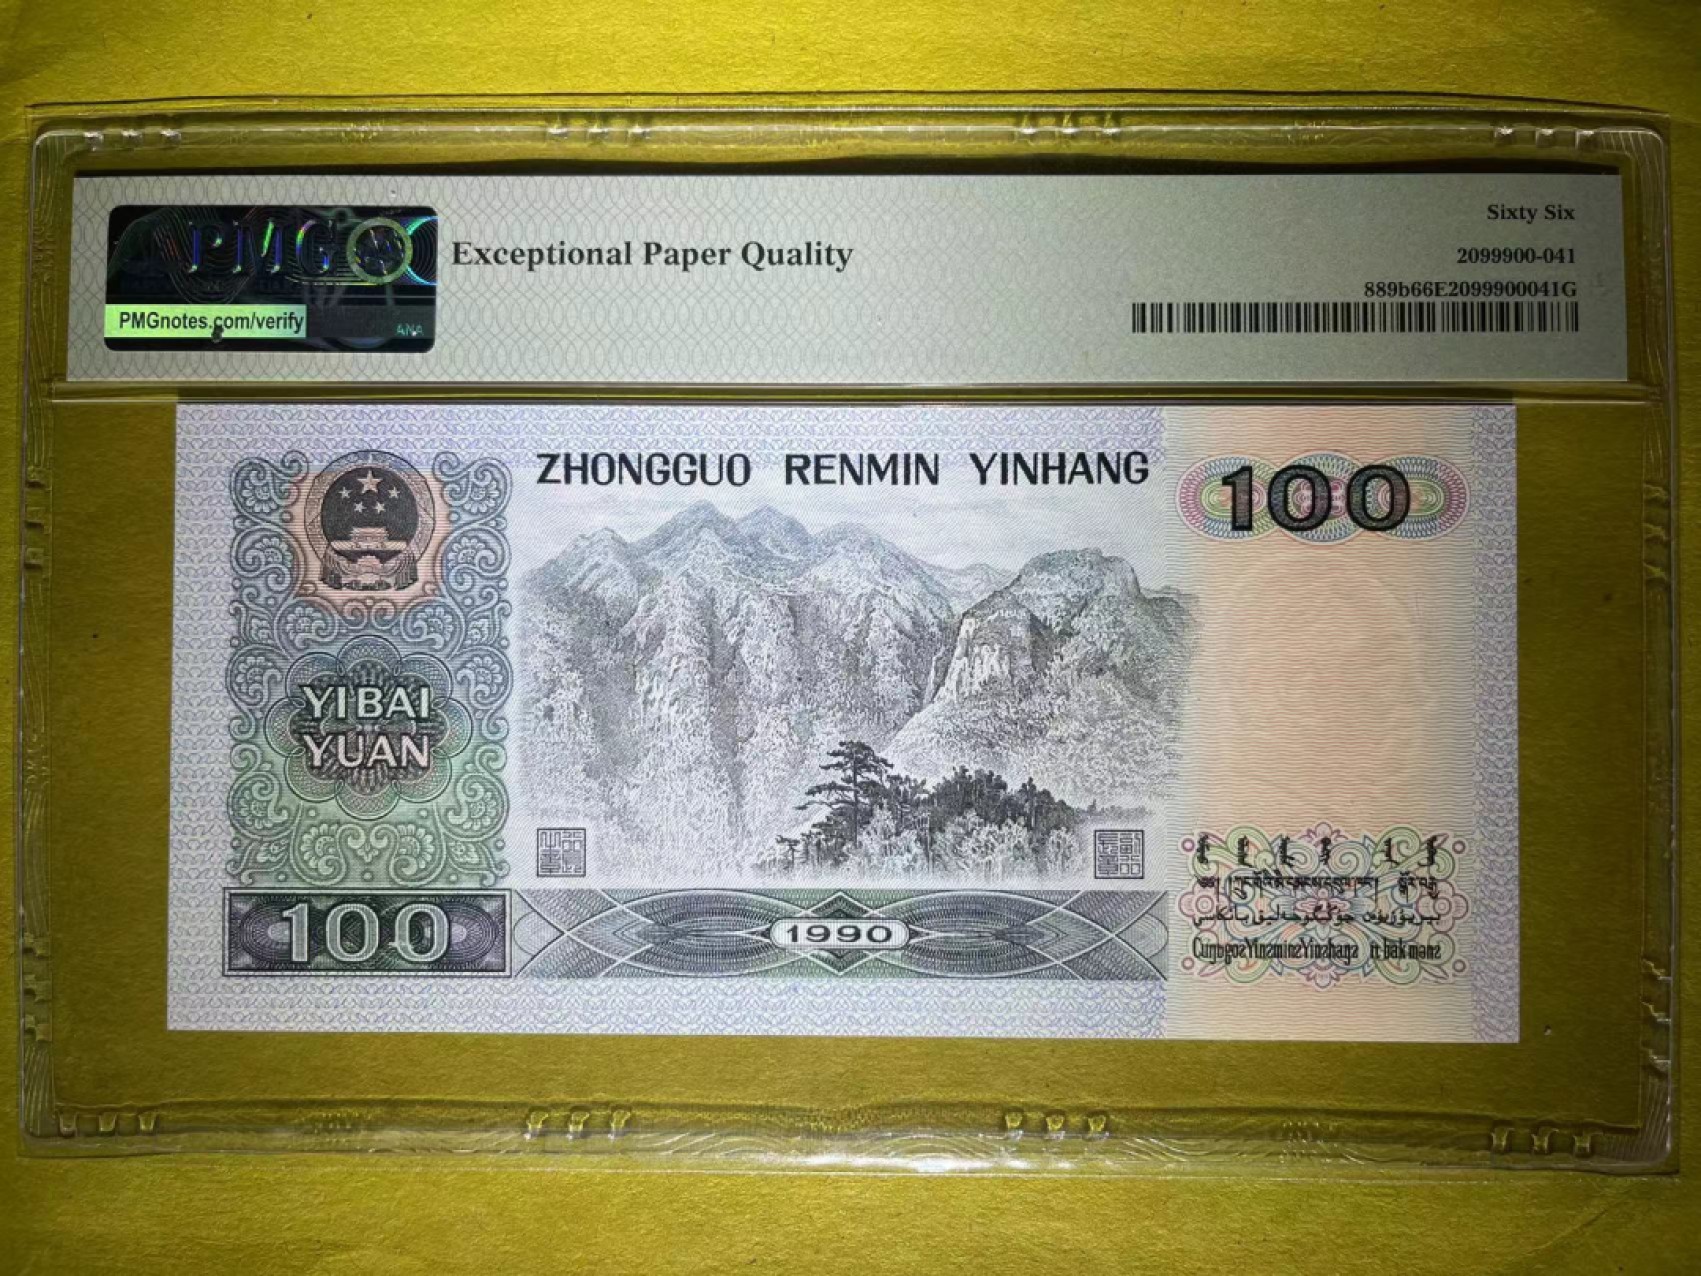 PMG
PMGnotes.com/verify
ANA
Exceptional Paper Quality
Sixty Six
2099900-041
889b66E2099900041G
ZHONGGUO RENMIN YINHANG
100
YI BAI
YUAN
100
1990